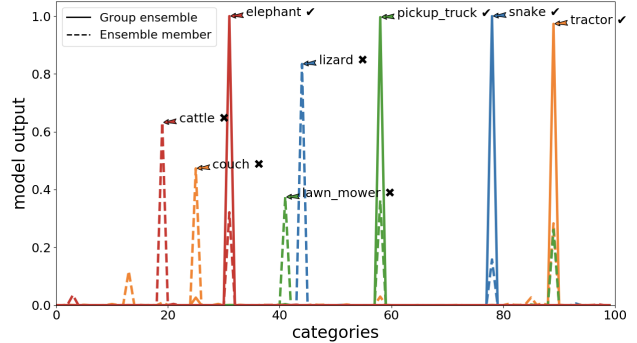 1.0
0.8
0.6
0.4
0.2
0.0
model output
Group ensemble
Ensemble member
elephant ✔
pickup_truck ✔
snake ✔
tractor ✔
lizard ✖
cattle ✖
couch ✖
lawn_mower ✖
0 20 40 60 80 100
categories